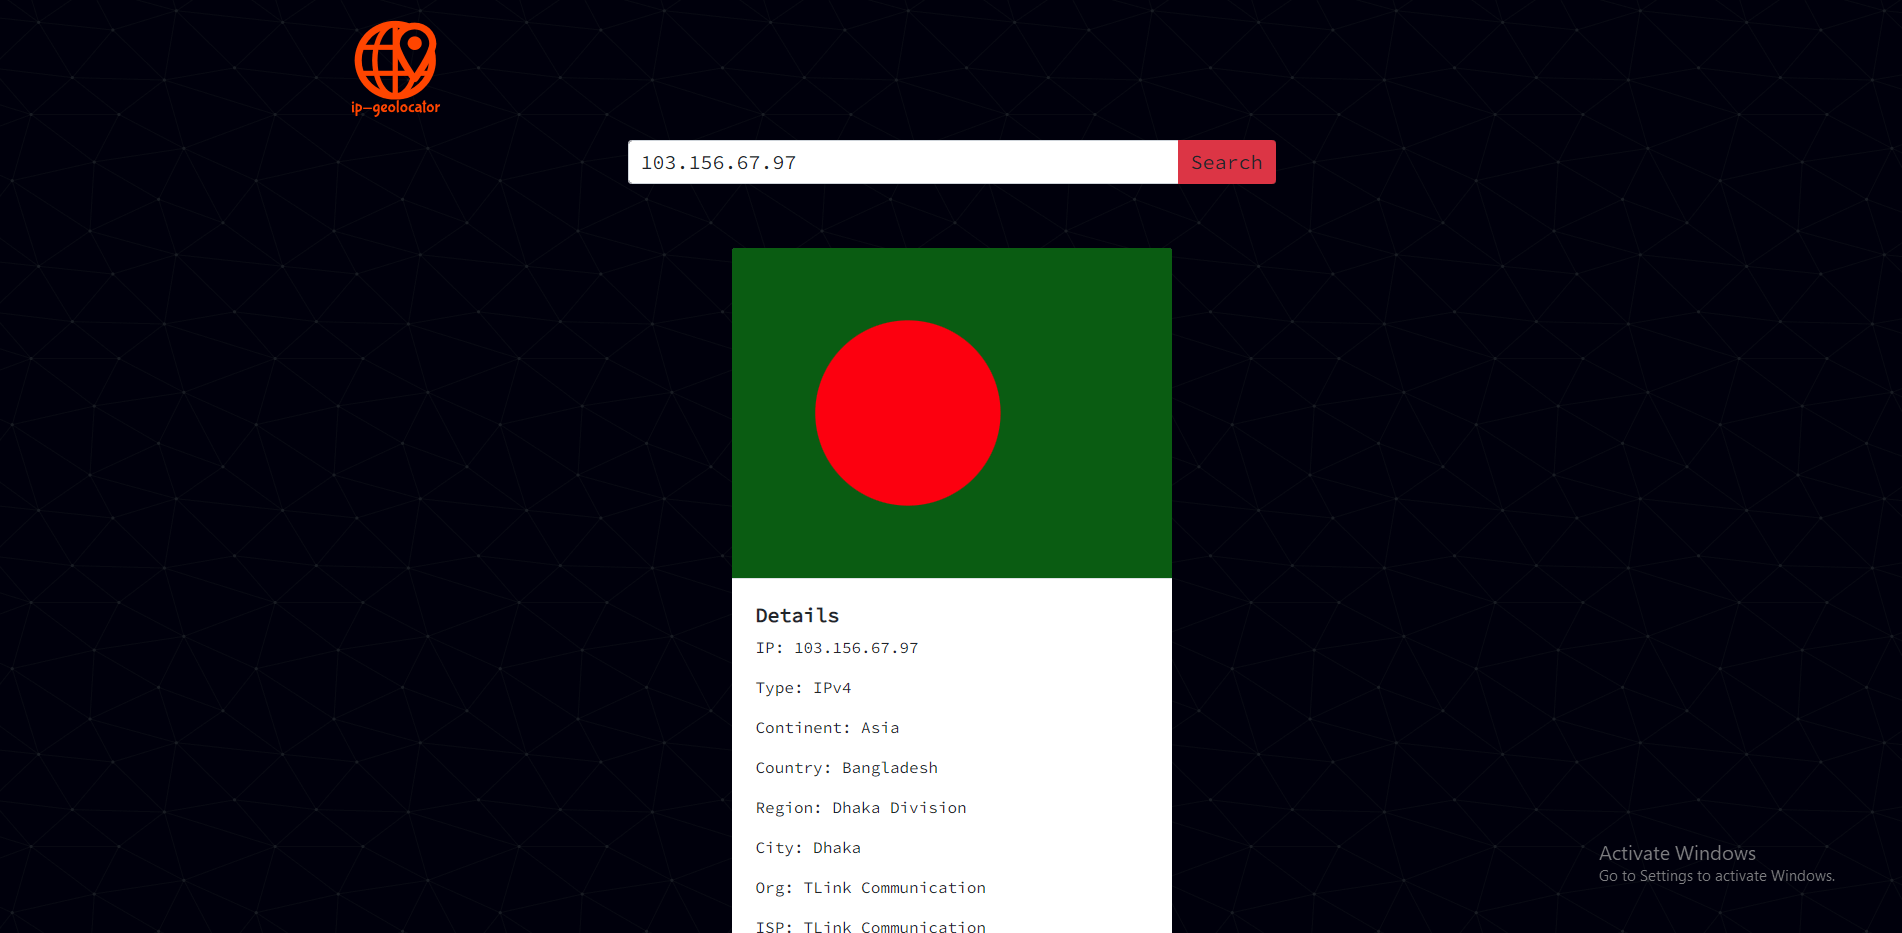 ip-geolocator
103.156.67.97
Search
Details
IP: 103.156.67.97
Type: IPv4
Continent: Asia
Country: Bangladesh
Region: Dhaka Division
City: Dhaka
Org: TLink Communication
ISP: TLink Communication
Activate Windows
Go to Settings to activate Windows.